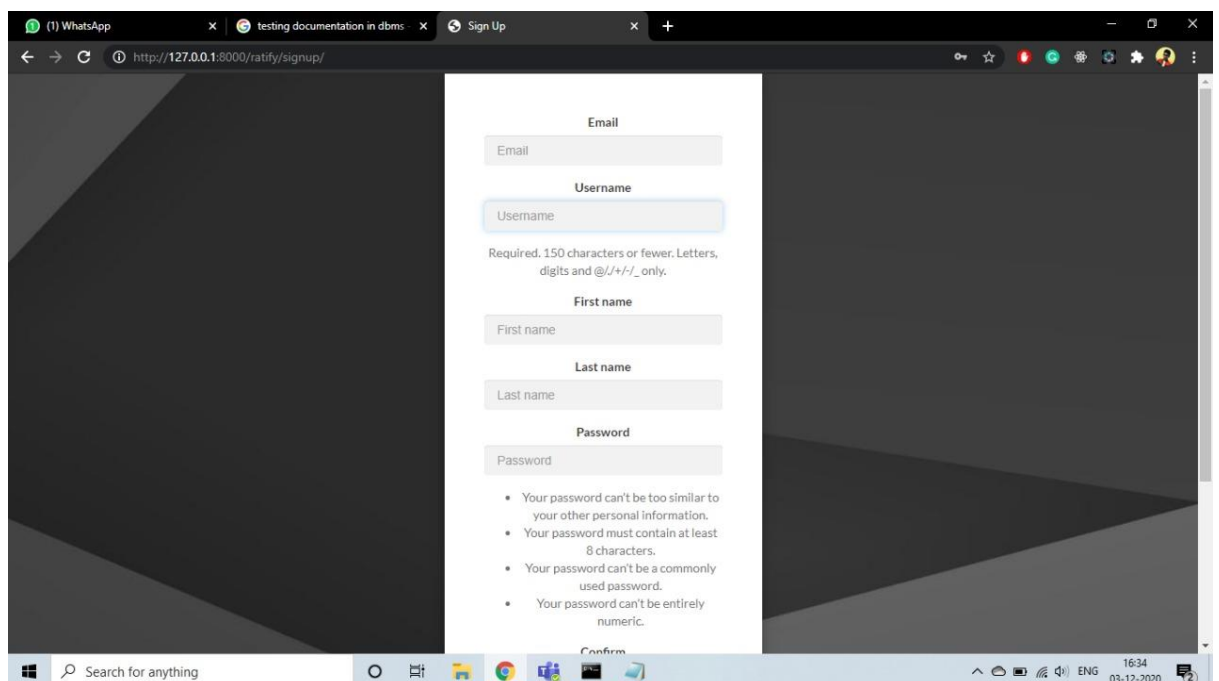 (1) WhatsApp
testing documentation in dbms -
Sign Up
http://127.0.0.1:8000/ratify/signup/
Email
Email
Username
Username
Required. 150 characters or fewer. Letters,
digits and @/./+/-/_ only.
First name
First name
Last name
Last name
Password
Password
• Your password can't be too similar to
your other personal information.
• Your password must contain at least
8 characters.
• Your password can't be a commonly
used password.
• Your password can't be entirely
numeric.
Confirm
Search for anything
ENG
16:34
03-12-2020